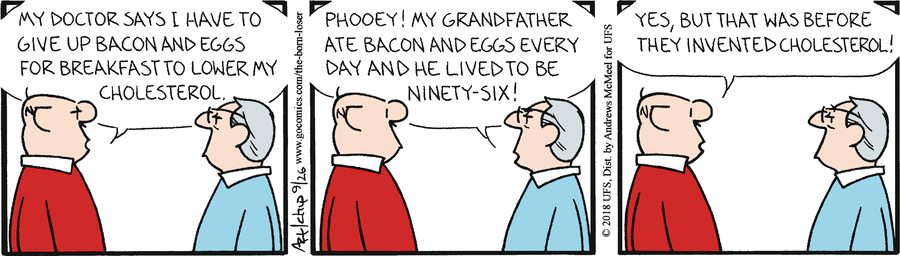 MY DOCTOR SAYS I HAVE TO
GIVE UP BACON AND EGGS
FOR BREAKFAST TO LOWER MY
CHOLESTEROL.
Art/chip 9/26 www.gocomics.com/the-born-loser
PHOOEY! MY GRANDFATHER
ATE BACON AND EGGS EVERY
DAY AND HE LIVED TO BE
NINETY-SIX!
© 2018 UFS, Dist. by Andrews McMeel for UFS
YES, BUT THAT WAS BEFORE
THEY INVENTED CHOLESTEROL!